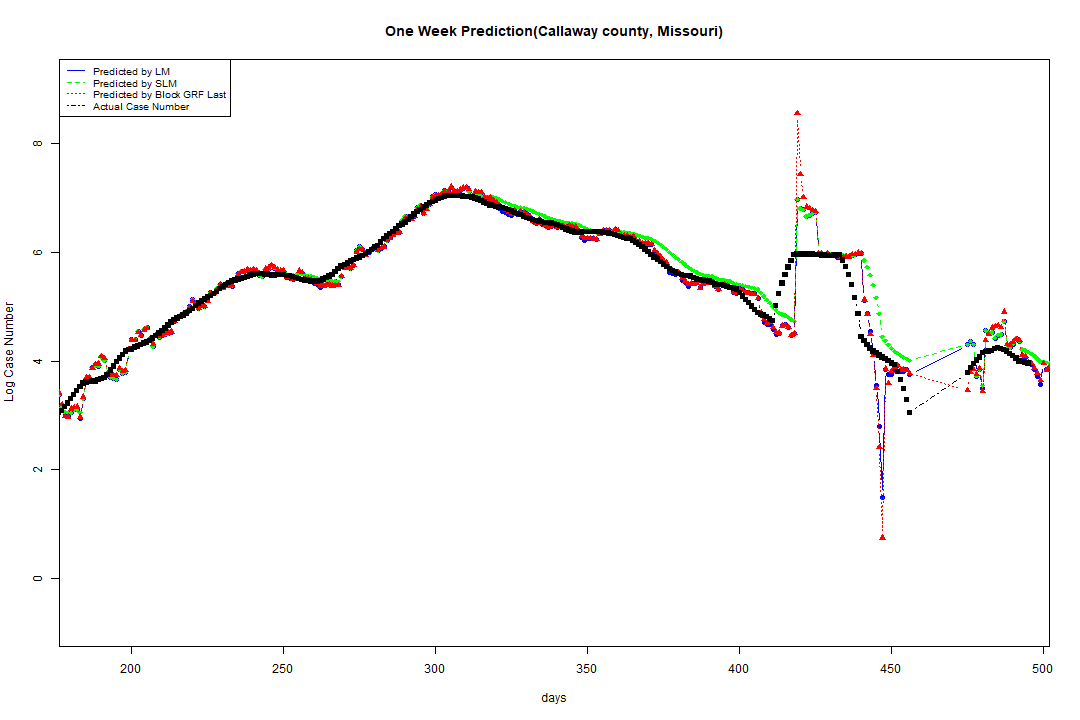 One Week Prediction(Callaway county, Missouri)
Predicted by LM
Predicted by SLM
Predicted by Block GRF Last
Actual Case Number
8
6
4
2
0
Log Case Number
200 250 300 350 400 450 500
days